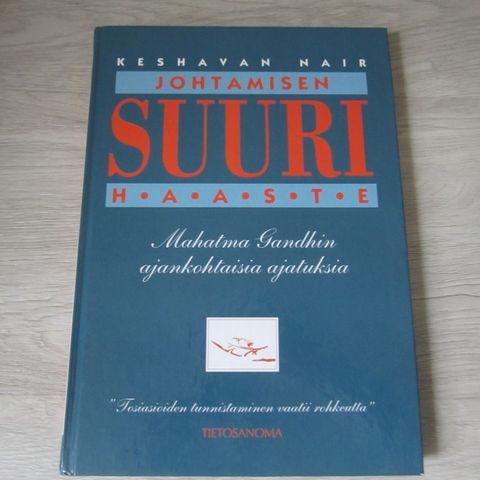 KESHAVAN NAIR
JOHTAMISEN
SUURI
H•A•A•S•T•E
Mahatma Gandhin
ajankohtaisia ajatuksia
"Tosiasioiden tunnistaminen vaatii rohkeutta"
TIETOSANOMA